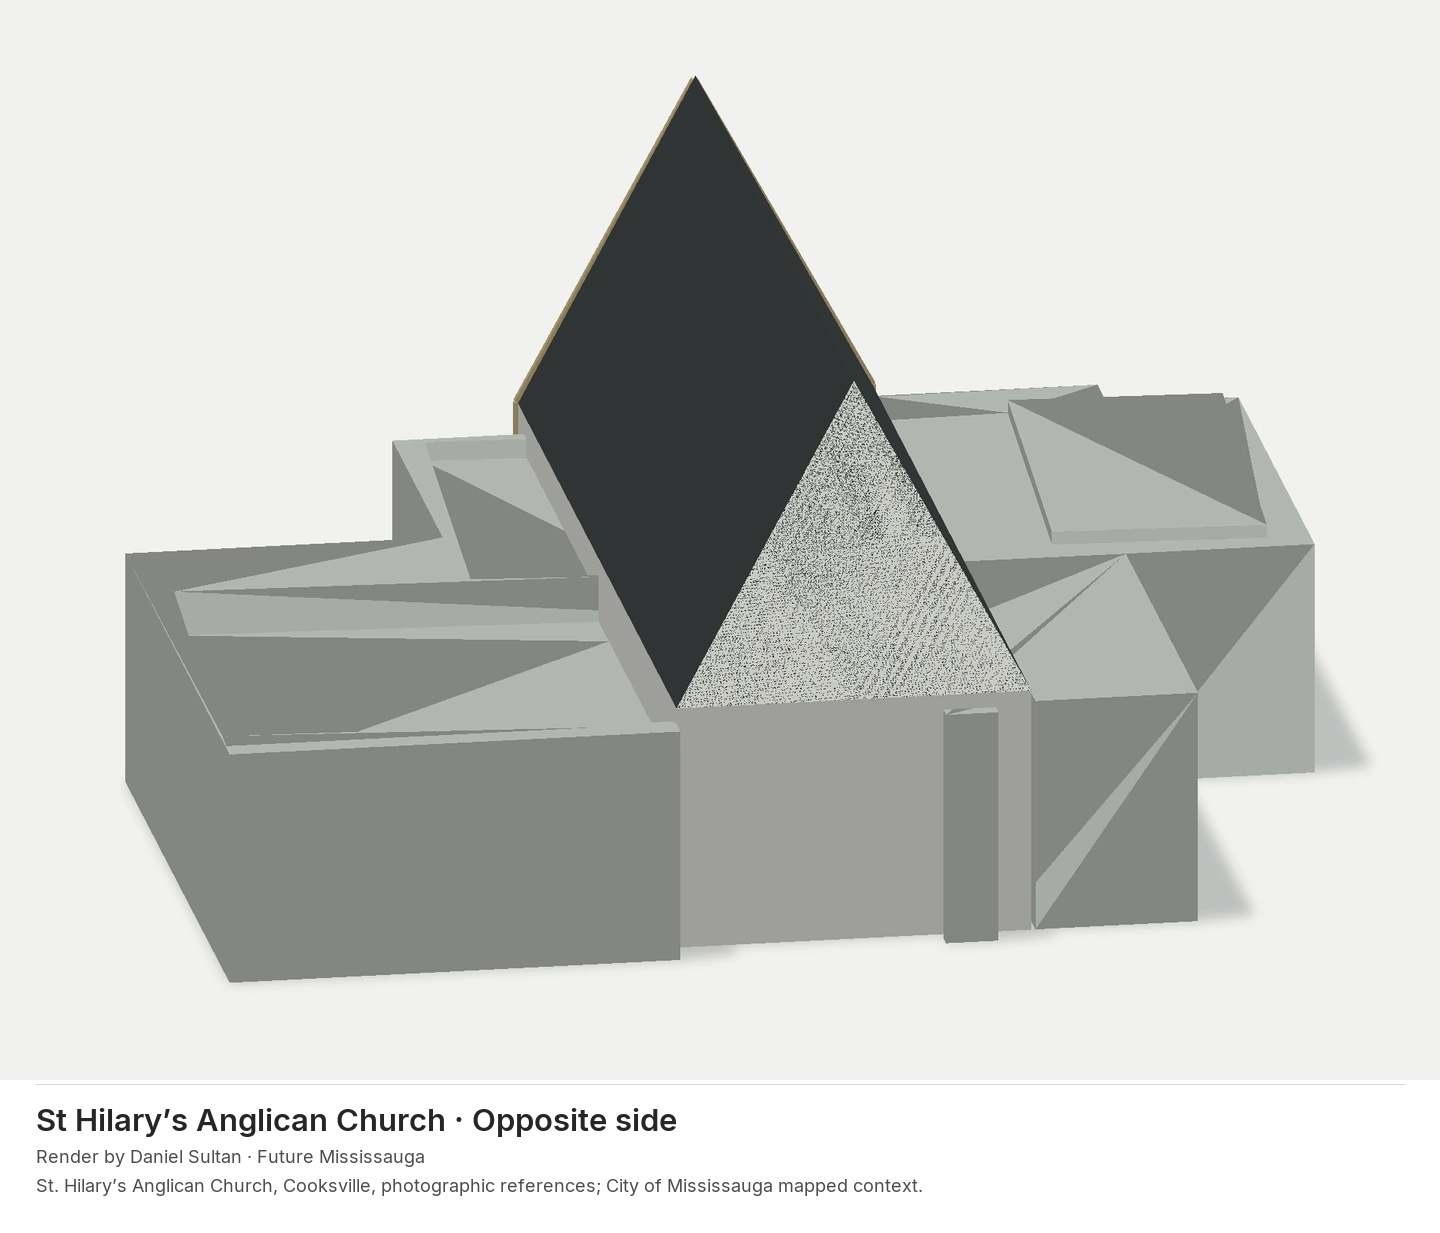 St Hilary’s Anglican Church · Opposite side
Render by Daniel Sultan · Future Mississauga
St. Hilary’s Anglican Church, Cooksville, photographic references; City of Mississauga mapped context.